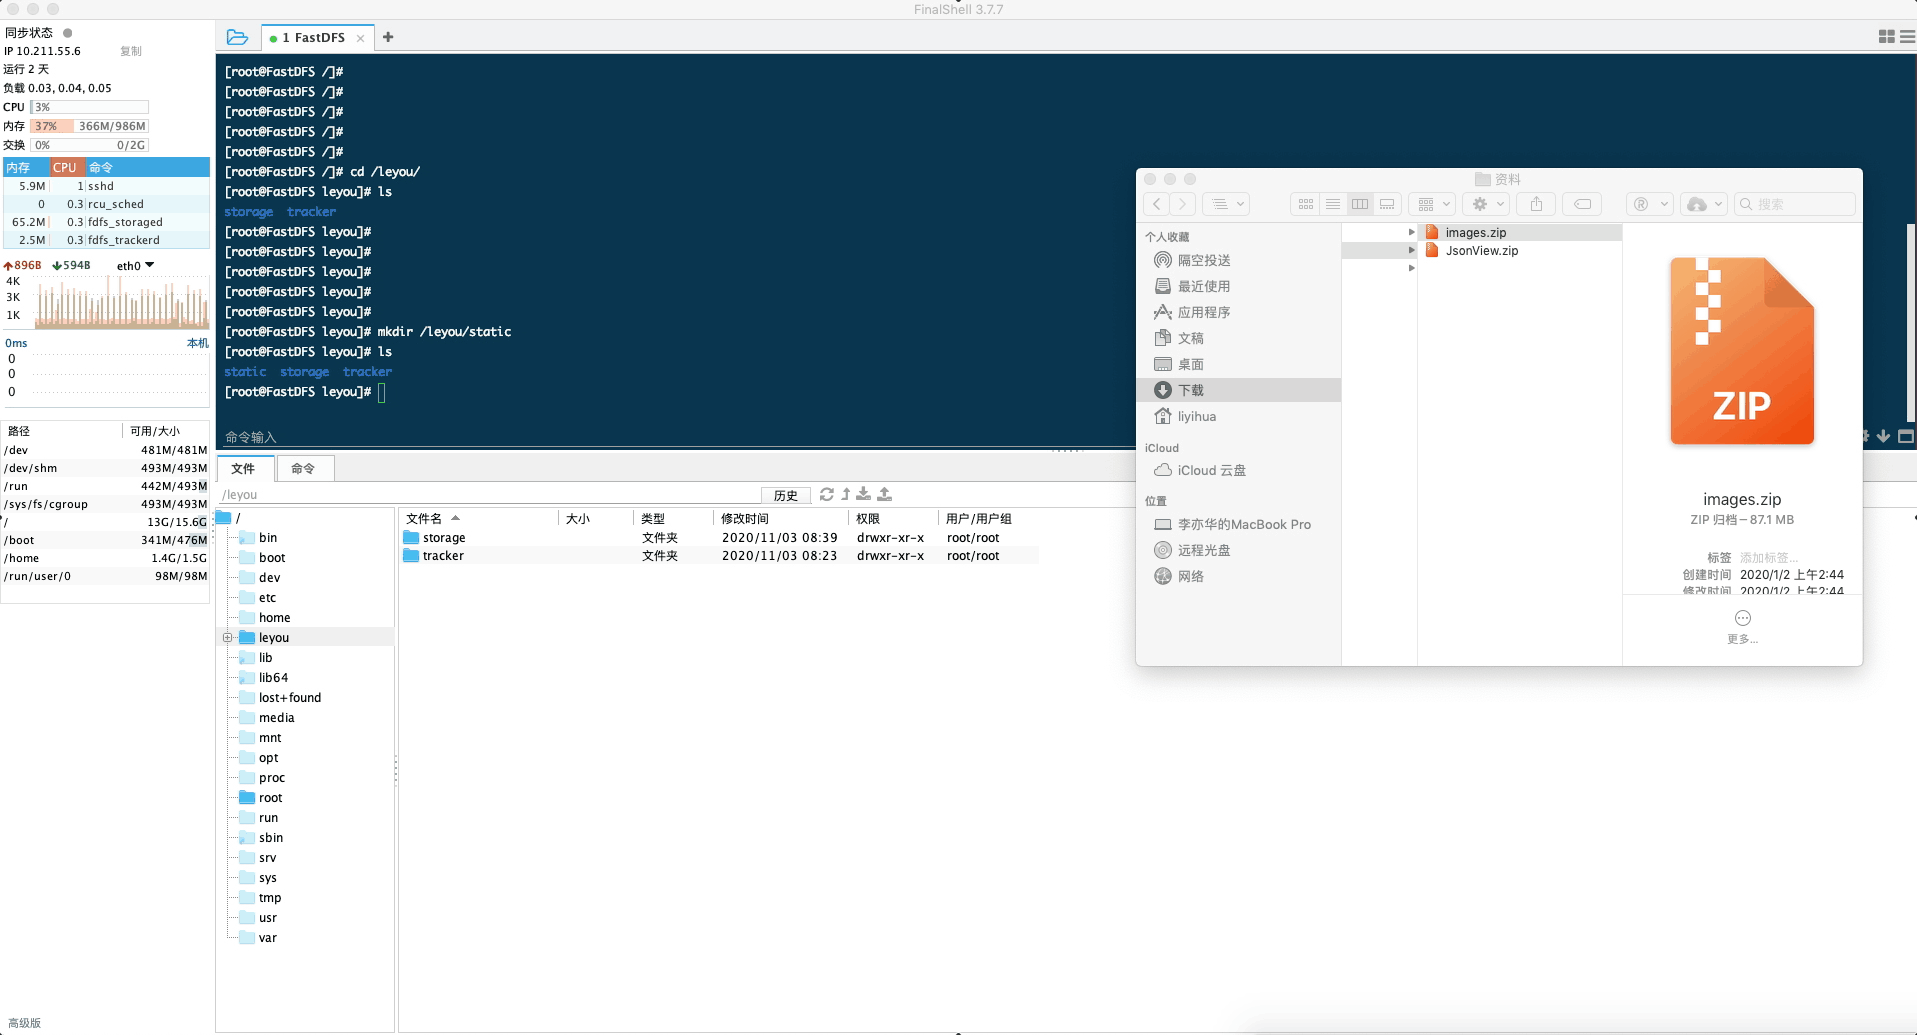 FinalShell 3.7.7
同步状态
IP 10.211.55.6 复制
运行 2 天
负载 0.03, 0.04, 0.05
CPU 3%
内存 37% 366M/986M
交换 0% 0/2G
内存 CPU 命令
5.9M 1 sshd
0 0.3 rcu_sched
65.2M 0.3 fdfs_storaged
2.5M 0.3 fdfs_trackerd
896B 594B eth0
4K
3K
1K
0ms 本机
0
0
0
路径 可用/大小
/dev 481M/481M
/dev/shm 493M/493M
/run 442M/493M
/sys/fs/cgroup 493M/493M
/ 13G/15.6G
/boot 341M/476M
/home 1.4G/1.5G
/run/user/0 98M/98M
高级版
1 FastDFS
[root@FastDFS /]#
[root@FastDFS /]#
[root@FastDFS /]#
[root@FastDFS /]#
[root@FastDFS /]#
[root@FastDFS /]# cd /leyou/
[root@FastDFS leyou]# ls
storage tracker
[root@FastDFS leyou]#
[root@FastDFS leyou]#
[root@FastDFS leyou]#
[root@FastDFS leyou]#
[root@FastDFS leyou]#
[root@FastDFS leyou]# mkdir /leyou/static
[root@FastDFS leyou]# ls
static storage tracker
[root@FastDFS leyou]#
命令输入
文件 命令
/leyou 历史
/
bin
boot
dev
etc
home
leyou
lib
lib64
lost+found
media
mnt
opt
proc
root
run
sbin
srv
sys
tmp
usr
var
文件名 大小 类型 修改时间 权限 用户/用户组
storage 文件夹 2020/11/03 08:39 drwxr-xr-x root/root
tracker 文件夹 2020/11/03 08:23 drwxr-xr-x root/root
资料
搜索
个人收藏
隔空投送
最近使用
应用程序
文稿
桌面
下载
liyihua
iCloud
iCloud 云盘
位置
李亦华的MacBook Pro
远程光盘
网络
images.zip
JsonView.zip
ZIP
images.zip
ZIP 归档 – 87.1 MB
标签 添加标签...
创建时间 2020/1/2 上午2:44
修改时间 2020/1/2 上午2:44
更多...